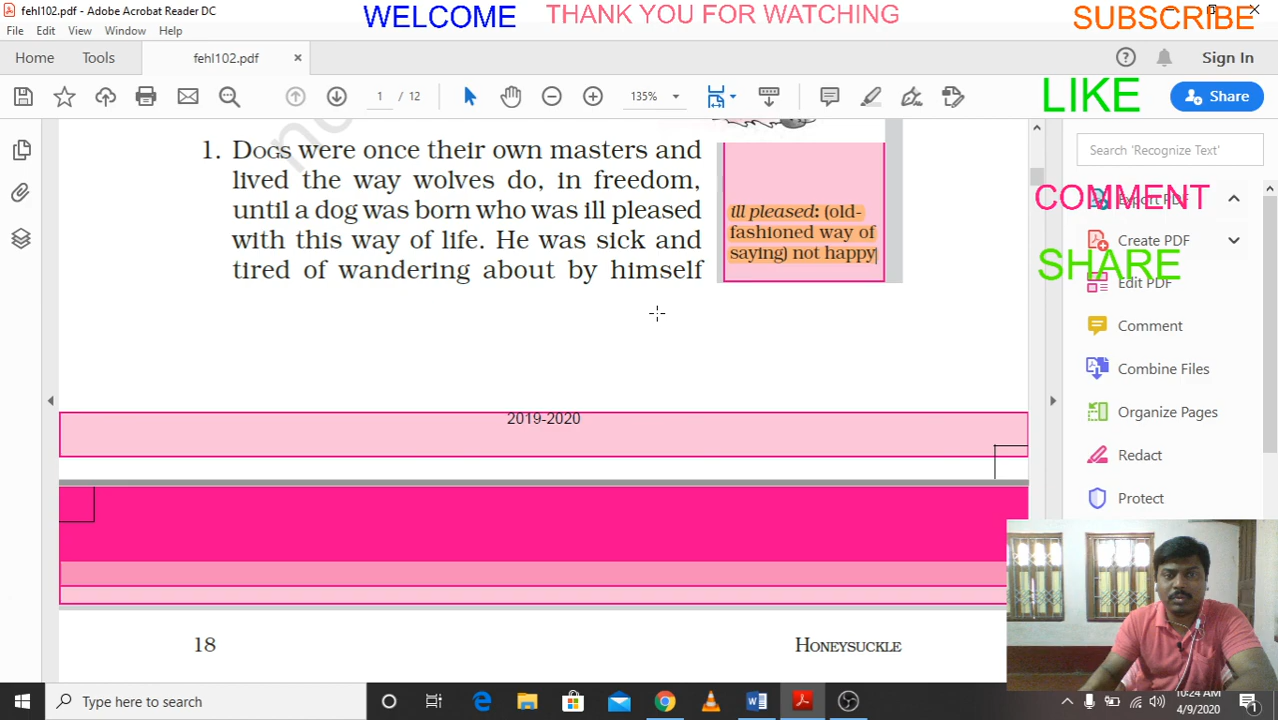 fehl102.pdf - Adobe Acrobat Reader DC
WELCOME
THANK YOU FOR WATCHING
SUBSCRIBE
File Edit View Window Help
Home Tools fehl102.pdf × Sign In
1 / 12 135% LIKE Share
1. DOGS were once their own masters and
lived the way wolves do, in freedom,
until a dog was born who was ill pleased
with this way of life. He was sick and
tired of wandering about by himself
ill pleased: (old-
fashioned way of
saying) not happy
Search 'Recognize Text'
COMMENT
Export PDF
Create PDF
SHARE
Edit PDF
Comment
Combine Files
Organize Pages
Redact
Protect
2019-2020
18 HONEYSUCKLE
Type here to search
10:24 AM
4/9/2020
1